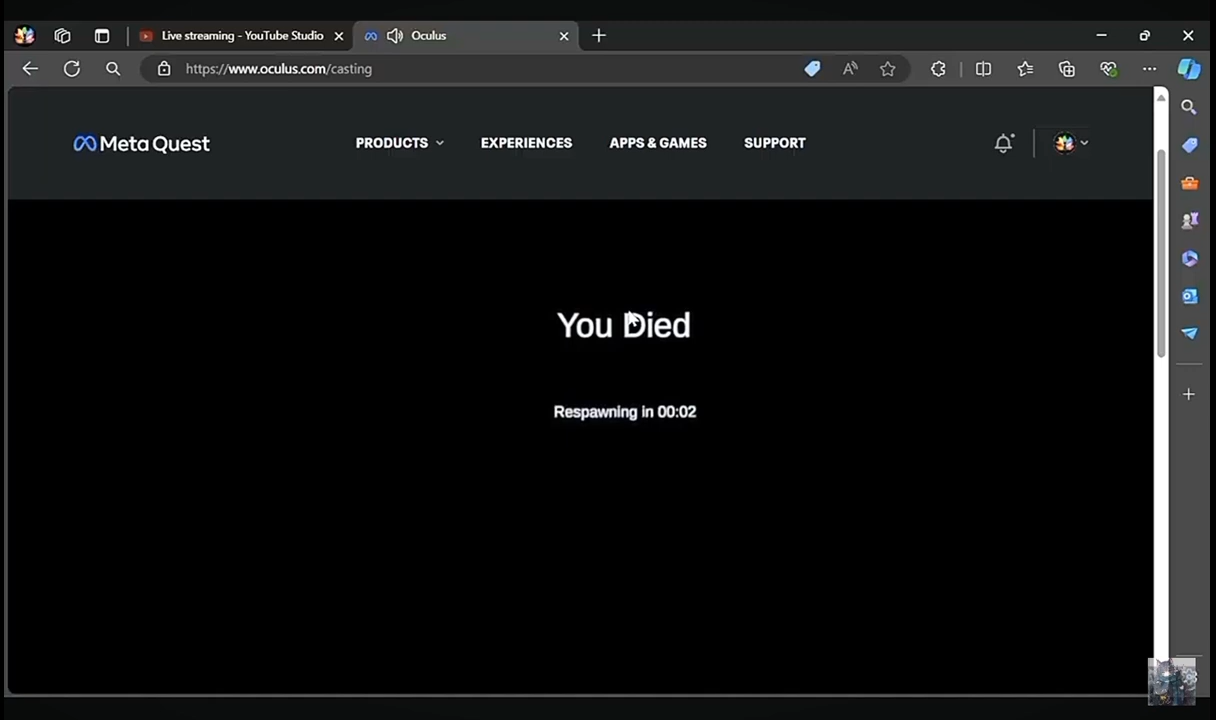 Live streaming - YouTube Studio
Oculus
https://www.oculus.com/casting
Meta Quest
PRODUCTS
EXPERIENCES
APPS & GAMES
SUPPORT
You Died
Respawning in 00:02